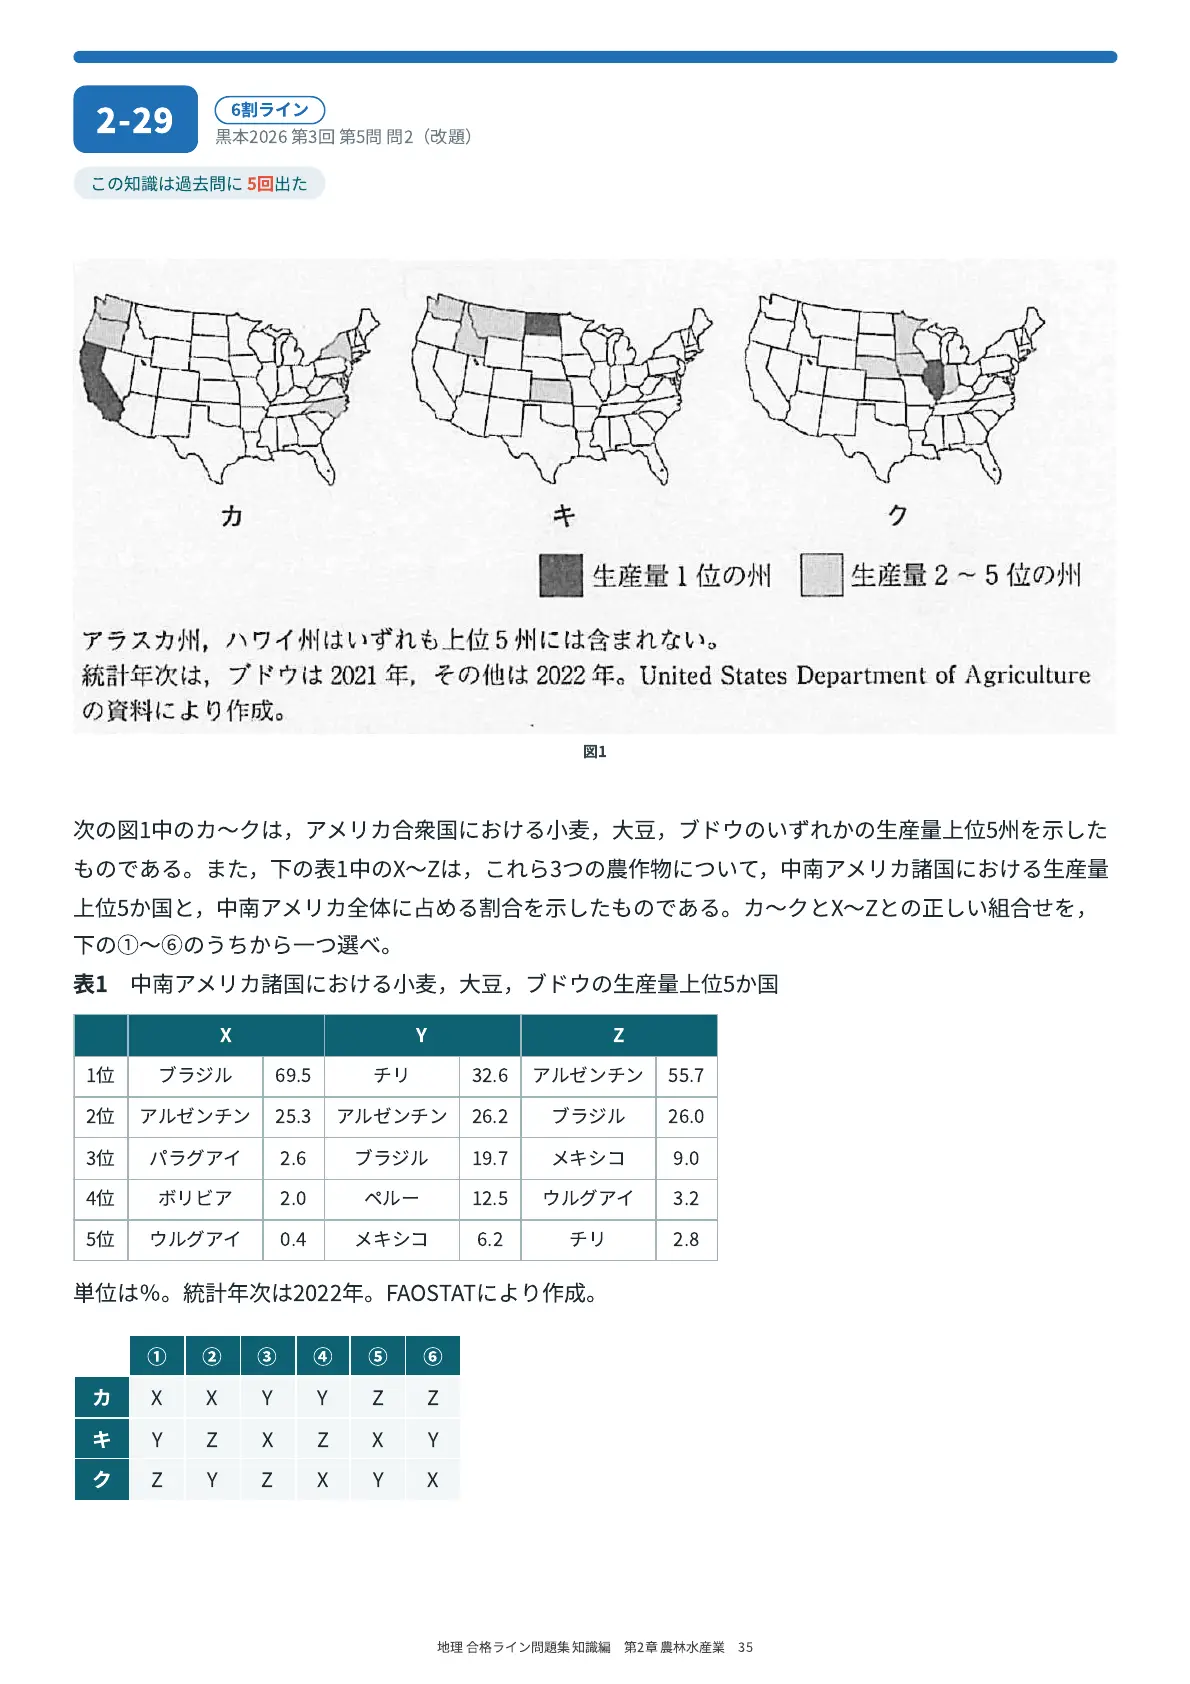 2-29
6割ライン
黒本2026 第3回 第5問 問2（改題）
この知識は過去問に 5回出た
カ
キ
ク
生産量1位の州
生産量2～5位の州
アラスカ州，ハワイ州はいずれも上位5州には含まれない。
統計年次は，ブドウは2021年，その他は2022年。United States Department of Agriculture
の資料により作成。
図1
次の図1中のカ～クは，アメリカ合衆国における小麦，大豆，ブドウのいずれかの生産量上位5州を示した
ものである。また，下の表1中のX～Zは，これら3つの農作物について，中南アメリカ諸国における生産量
上位5か国と，中南アメリカ全体に占める割合を示したものである。カ～クとX～Zとの正しい組合せを，
下の①～⑥のうちから一つ選べ。
表1 中南アメリカ諸国における小麦，大豆，ブドウの生産量上位5か国
X Y Z
1位 ブラジル 69.5 チリ 32.6 アルゼンチン 55.7
2位 アルゼンチン 25.3 アルゼンチン 26.2 ブラジル 26.0
3位 パラグアイ 2.6 ブラジル 19.7 メキシコ 9.0
4位 ボリビア 2.0 ペルー 12.5 ウルグアイ 3.2
5位 ウルグアイ 0.4 メキシコ 6.2 チリ 2.8
単位は％。統計年次は2022年。FAOSTATにより作成。
① ② ③ ④ ⑤ ⑥
カ X X Y Y Z Z
キ Y Z X Z X Y
ク Z Y Z X Y X
地理 合格ライン問題集 知識編 第2章 農林水産業 35